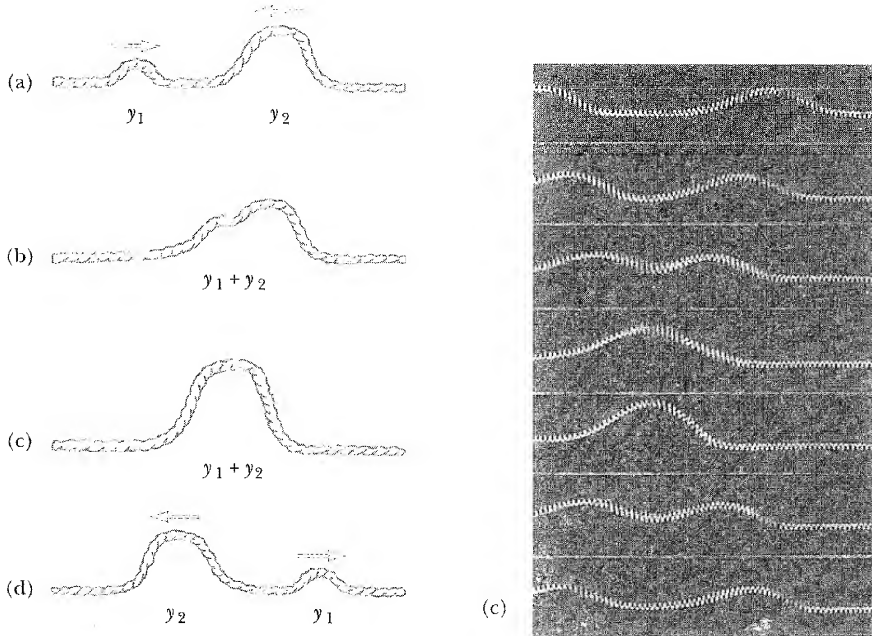 (a)
y₁ y₂
(b)
y₁ + y₂
(c)
y₁ + y₂
(d)
y₂ y₁
(c)